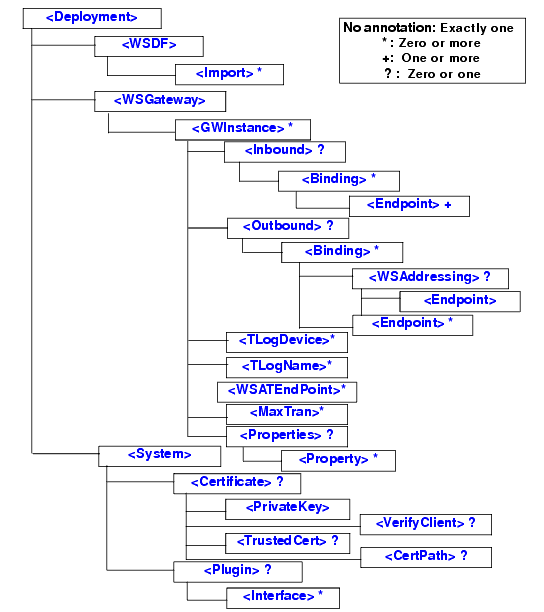 <Deployment>
No annotation: Exactly one
* : Zero or more
+: One or more
? : Zero or one
<WSDF>
<Import> *
<WSGateway>
<GWInstance> *
<Inbound> ?
<Binding> *
<Endpoint> +
<Outbound> ?
<Binding> *
<WSAddressing> ?
<Endpoint>
<Endpoint> *
<TLogDevice>*
<TLogName>*
<WSATEndPoint>*
<MaxTran>*
<Properties> ?
<Property> *
<System>
<Certificate> ?
<PrivateKey>
<VerifyClient> ?
<TrustedCert> ?
<CertPath> ?
<Plugin> ?
<Interface> *